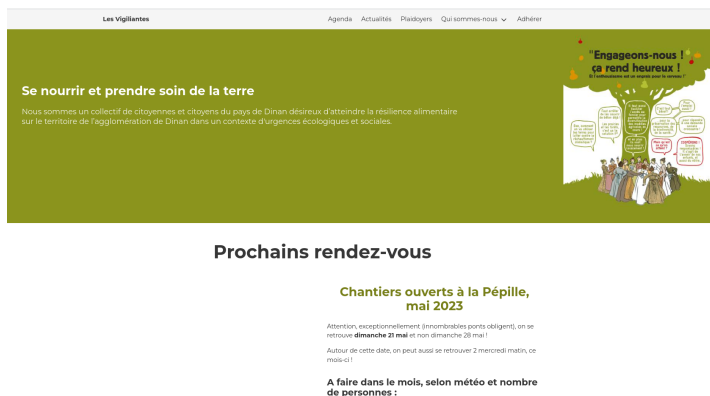 Les Vigiliantes
Agenda Actualités Plaidoyers Qui sommes-nous Adhérer
"Engageons-nous !
ça rend heureux !
Se nourrir et prendre soin de la terre
Nous sommes un collectif de citoyennes et citoyens du pays de Dinan désireux d'atteindre la résilience alimentaire
sur le territoire de l'agglomération de Dinan dans un contexte d'urgences écologiques et sociales.
Prochains rendez-vous
Chantiers ouverts à la Pépille,
mai 2023
Attention, exceptionnellement (innombrables ponts obligent), on se
retrouve dimanche 21 mai et non dimanche 28 mai !
Autour de cette date, on peut aussi se retrouver 2 mercredi matin, ce
mois-ci !
A faire dans le mois, selon météo et nombre
de personnes :